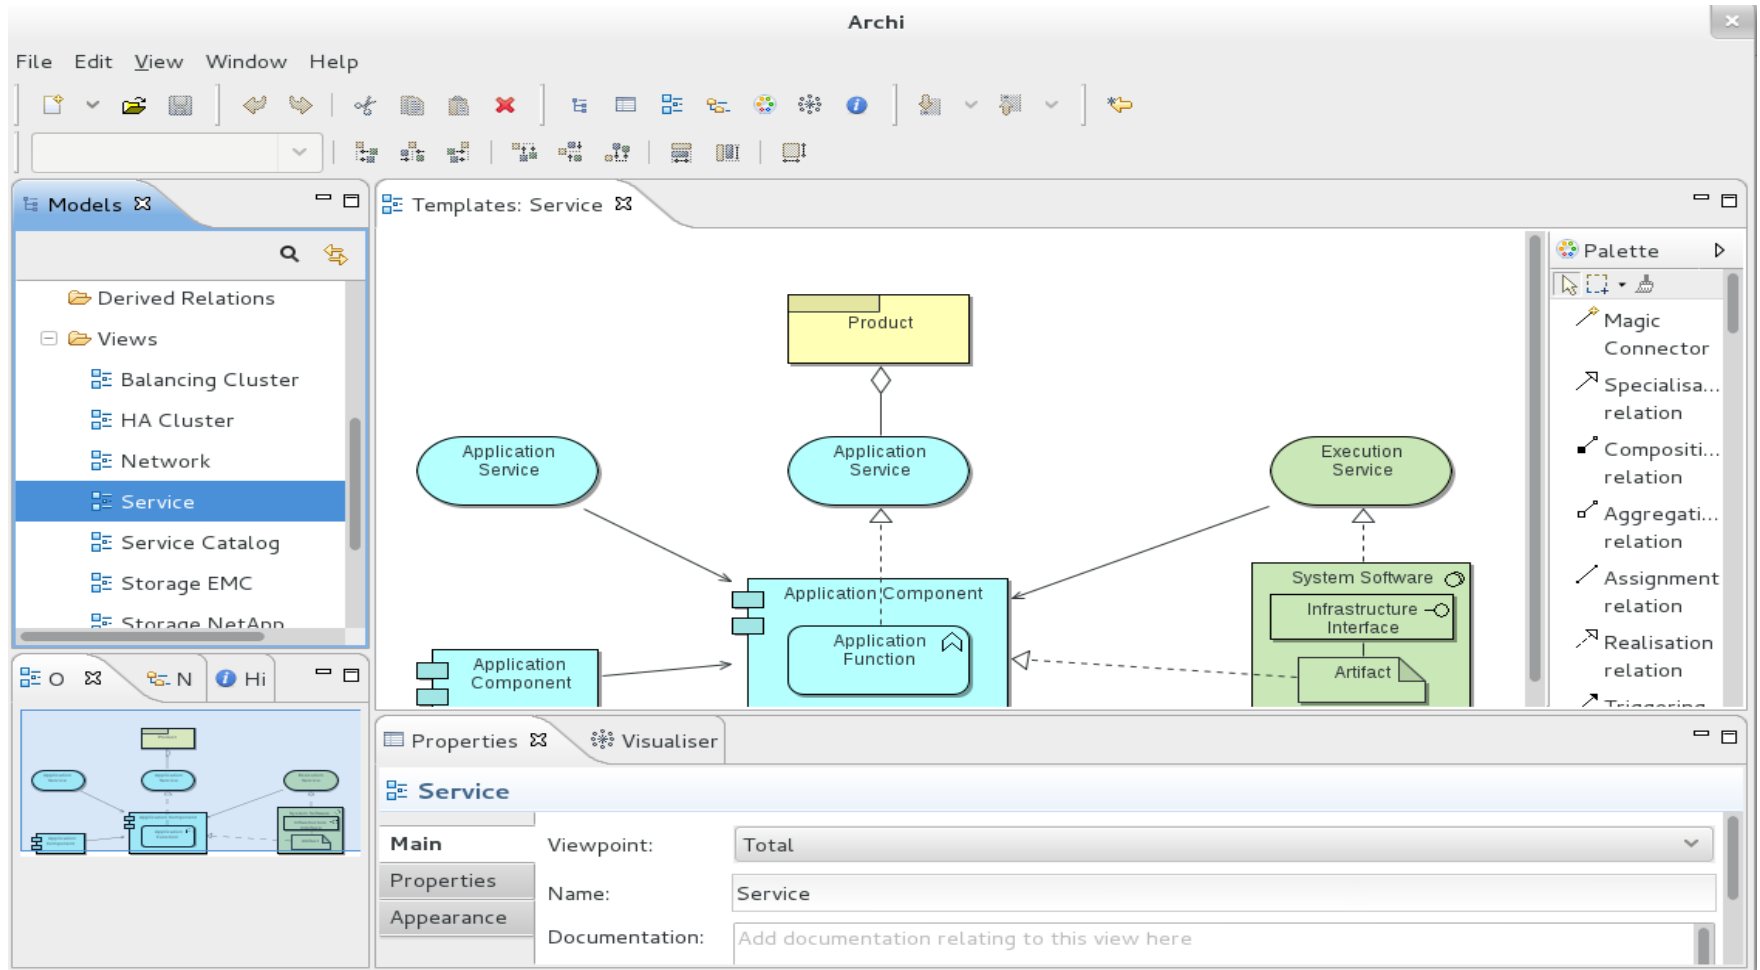 Archi
File Edit View Window Help
Models
Derived Relations
Views
Balancing Cluster
HA Cluster
Network
Service
Service Catalog
Storage EMC
Storage NetApp
O N Hi
Templates: Service
Product
Application
Service
Application
Service
Execution
Service
Application Component
Application
Function
Application
Component
System Software
Infrastructure
Interface
Artifact
Palette
Magic
Connector
Specialisa...
relation
Compositi...
relation
Aggregati...
relation
Assignment
relation
Realisation
relation
Triggering
Properties Visualiser
Service
Main
Properties
Appearance
Viewpoint: Total
Name: Service
Documentation: Add documentation relating to this view here